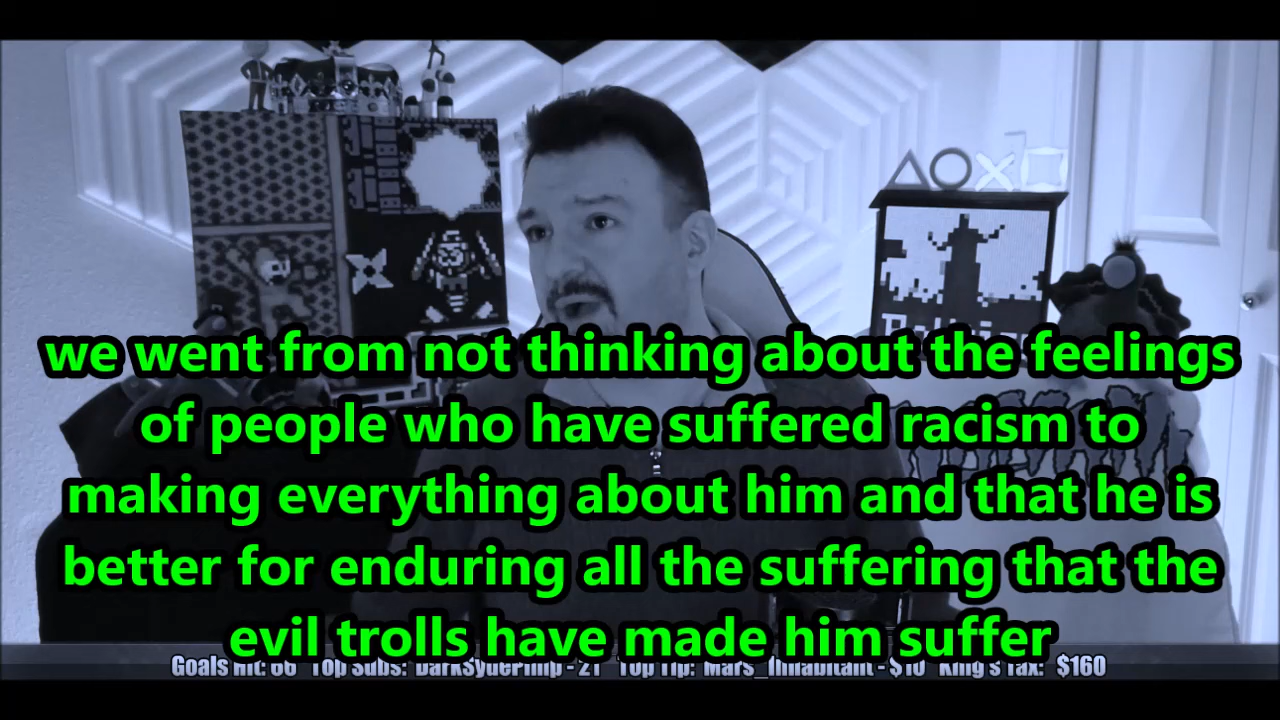 we went from not thinking about the feelings
of people who have suffered racism to
making everything about him and that he is
better for enduring all the suffering that the
evil trolls have made him suffer
Goals Hit: 66 Top Subs: DarkSydePhil - 21 Top Tip: Mars_Inhabitant - $10 King's Tax: $160